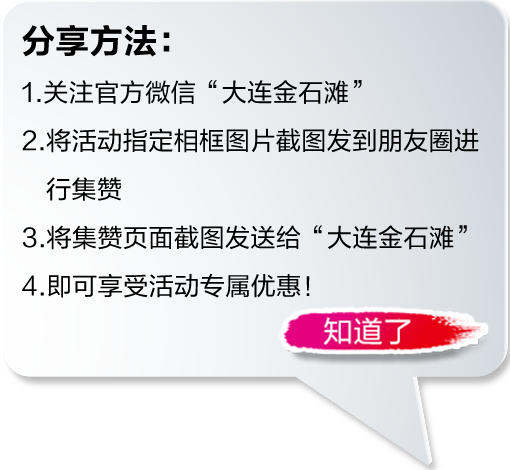 分享方法：
1.关注官方微信“大连金石滩”
2.将活动指定相框图片截图发到朋友圈进
行集赞
3.将集赞页面截图发送给“大连金石滩”
4.即可享受活动专属优惠！
知道了